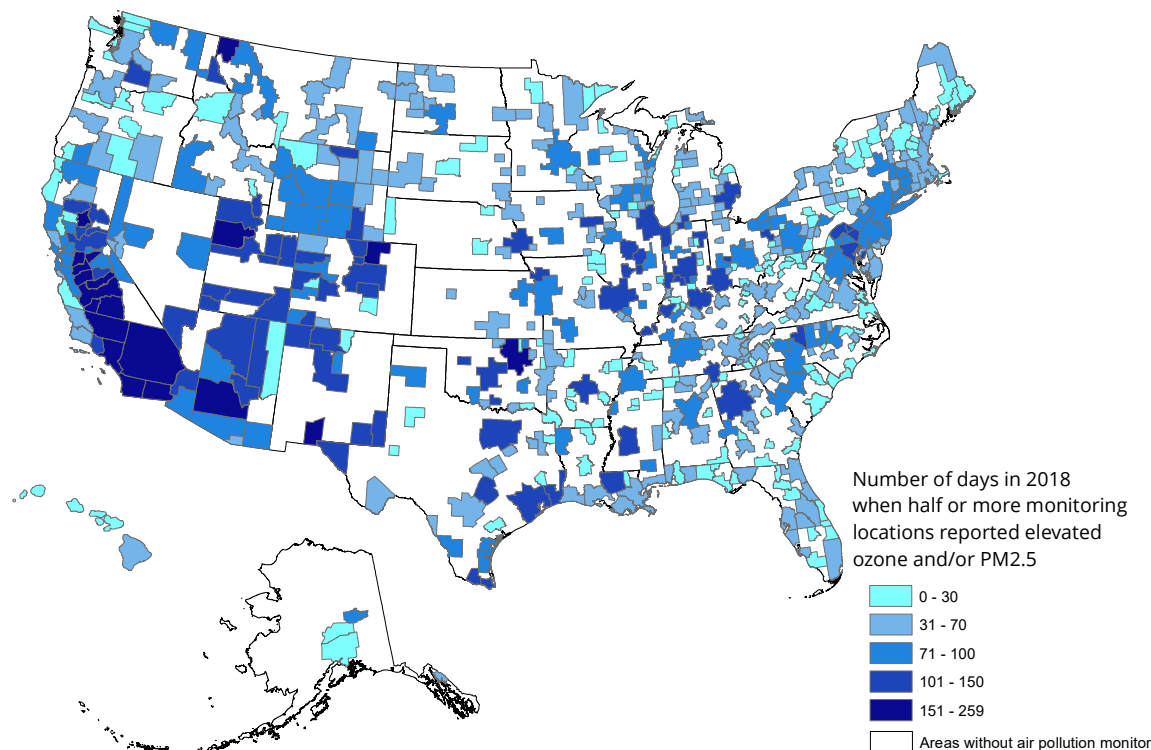 Number of days in 2018
when half or more monitoring
locations reported elevated
ozone and/or PM2.5
0 - 30
31 - 70
71 - 100
101 - 150
151 - 259
Areas without air pollution monitor